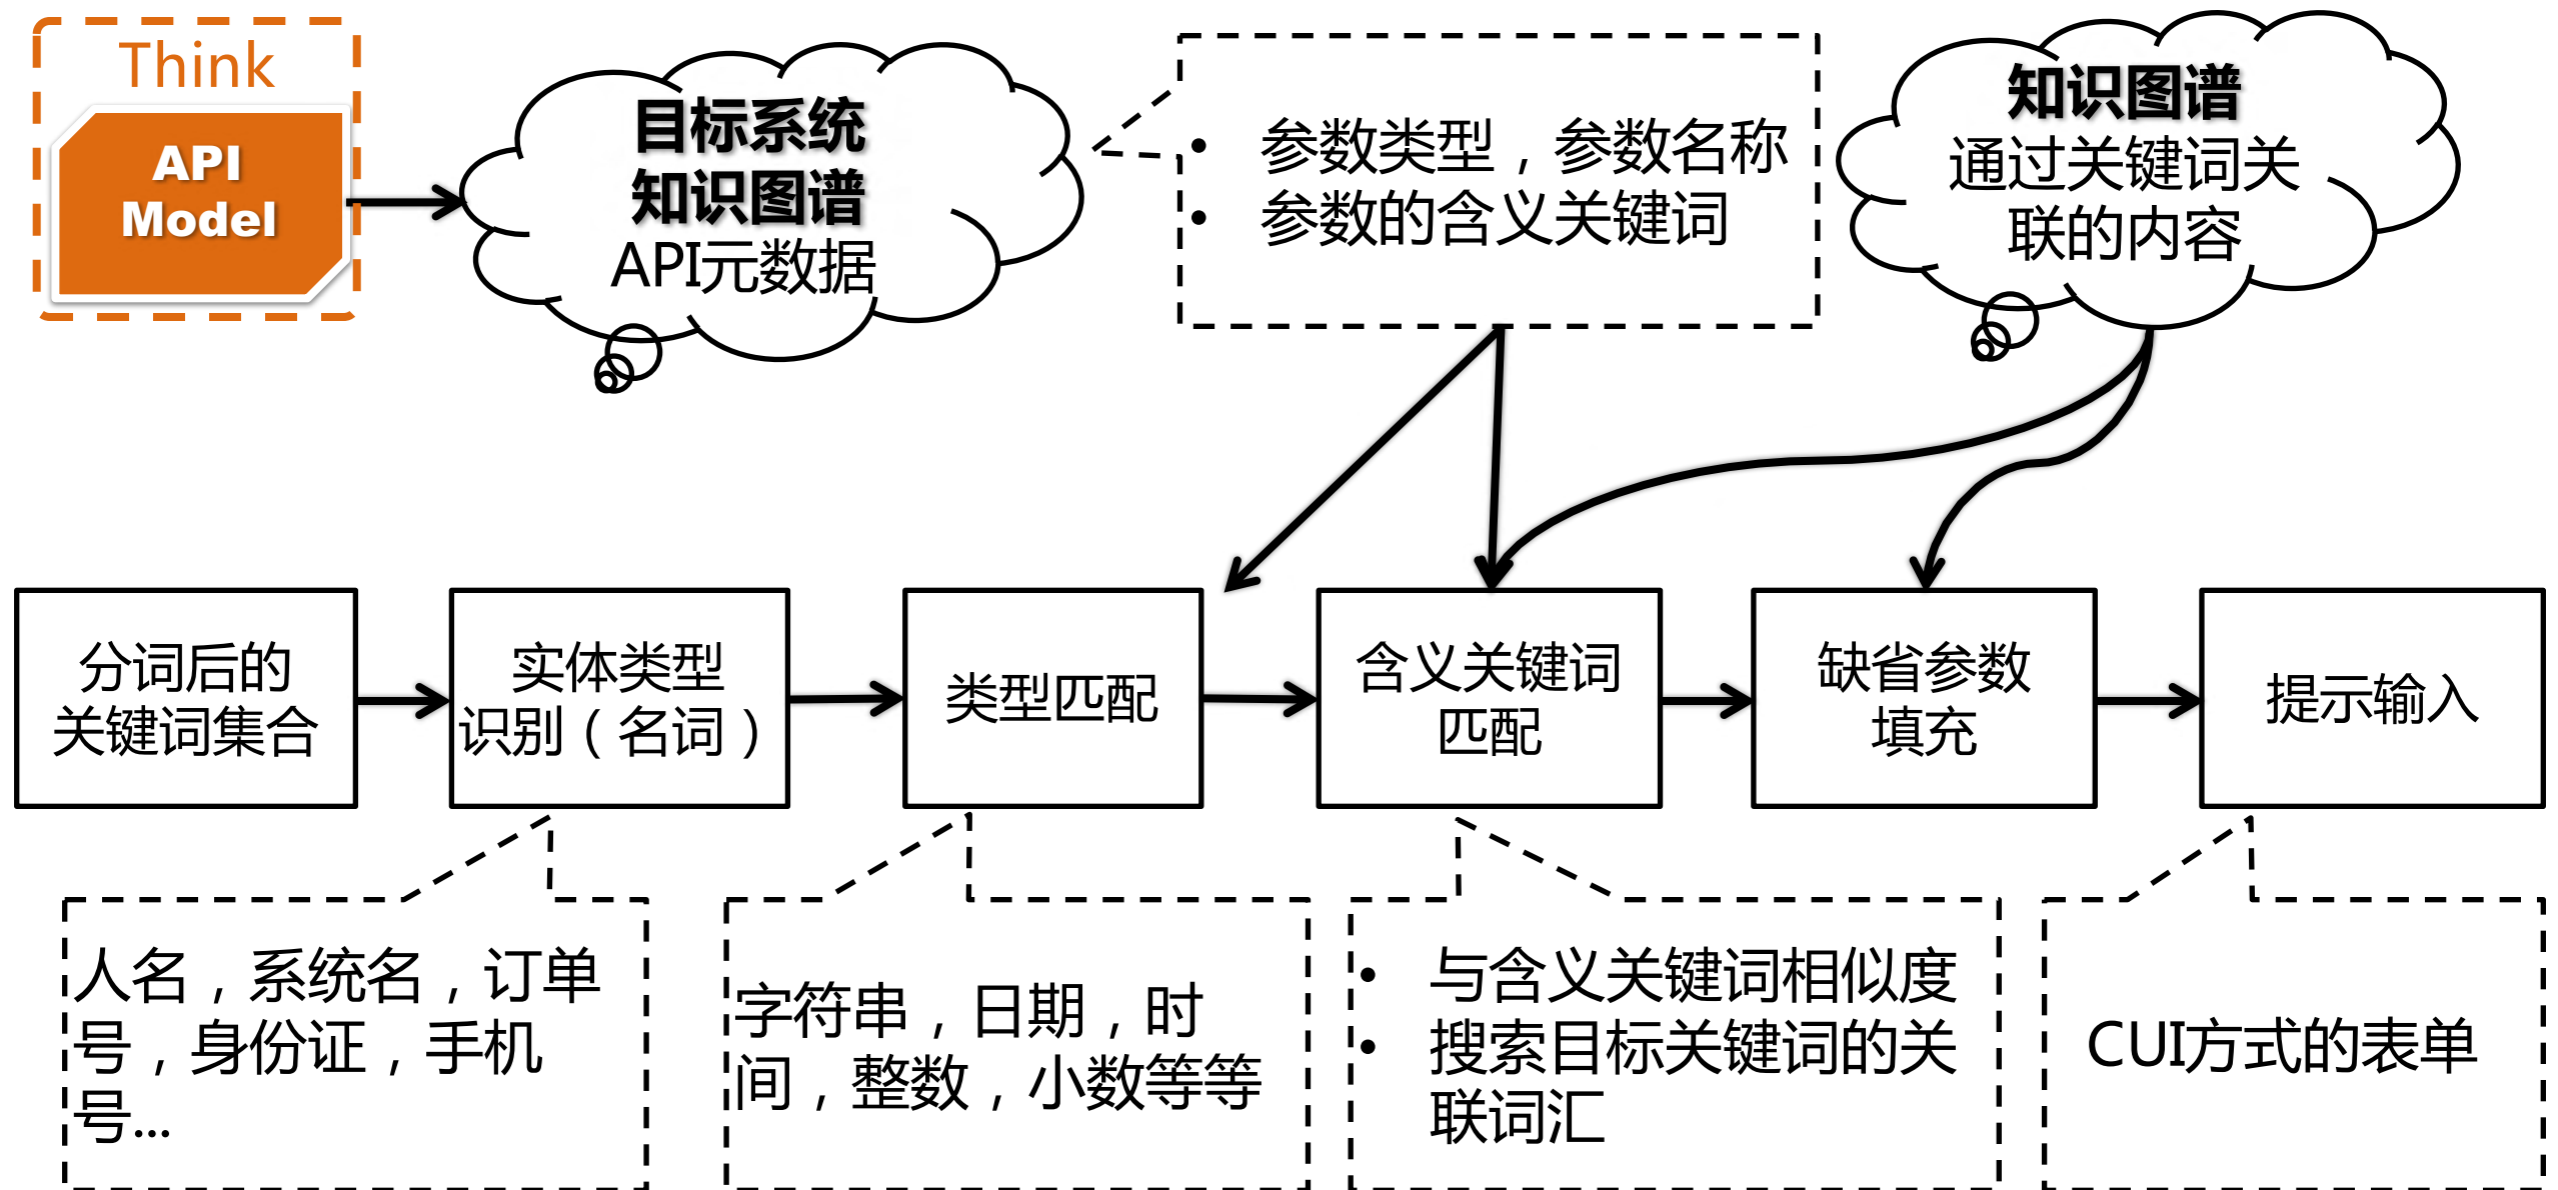 Think
API
Model
目标系统
知识图谱
API元数据
• 参数类型，参数名称
• 参数的含义关键词
知识图谱
通过关键词关
联的内容
分词后的
关键词集合
实体类型
识别（名词）
类型匹配
含义关键词
匹配
缺省参数
填充
提示输入
人名，系统名，订单
号，身份证，手机
号...
字符串，日期，时
间，整数，小数等等
• 与含义关键词相似度
• 搜索目标关键词的关
联词汇
CUI方式的表单